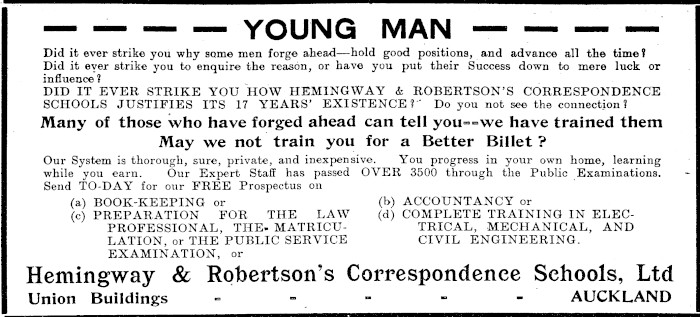 — — — — YOUNG MAN — — — —
Did it ever strike you why some men forge ahead—hold good positions, and advance all the time?
Did it ever strike you to enquire the reason, or have you put their Success down to mere luck or
influence?
DID IT EVER STRIKE YOU HOW HEMINGWAY & ROBERTSON'S CORRESPONDENCE
SCHOOLS JUSTIFIES ITS 17 YEARS' EXISTENCE? Do you not see the connection?
Many of those who have forged ahead can tell you--we have trained them
May we not train you for a Better Billet?
Our System is thorough, sure, private, and inexpensive. You progress in your own home, learning
while you earn. Our Expert Staff has passed OVER 3500 through the Public Examinations.
Send TO-DAY for our FREE Prospectus on
(a) BOOK-KEEPING or
(c) PREPARATION FOR THE LAW
PROFESSIONAL, THE- MATRICU-
LATION, or THE PUBLIC SERVICE
EXAMINATION, or
(b) ACCOUNTANCY or
(d) COMPLETE TRAINING IN ELEC-
TRICAL, MECHANICAL, AND
CIVIL ENGINEERING.
Hemingway & Robertson's Correspondence Schools, Ltd
Union Buildings - - - - AUCKLAND